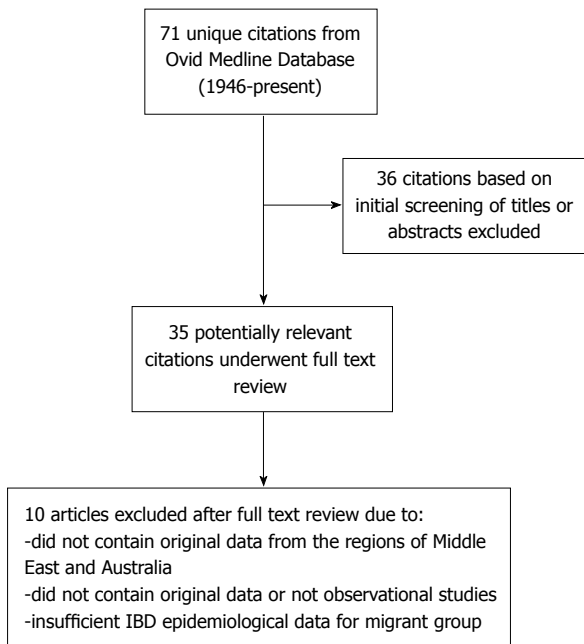 71 unique citations from
Ovid Medline Database
(1946-present)
36 citations based on
initial screening of titles or
abstracts excluded
35 potentially relevant
citations underwent full text
review
10 articles excluded after full text review due to:
-did not contain original data from the regions of Middle
East and Australia
-did not contain original data or not observational studies
-insufficient IBD epidemiological data for migrant group